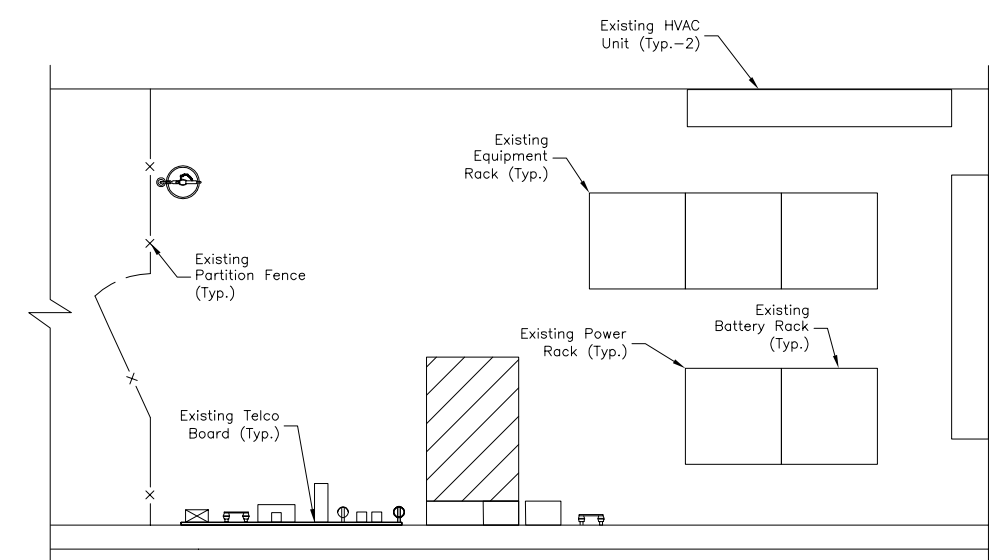 Existing HVAC
Unit (Typ.-2)
Existing
Equipment
Rack (Typ.)
Existing
Partition Fence
(Typ.)
Existing
Battery Rack
(Typ.)
Existing Power
Rack (Typ.)
Existing Telco
Board (Typ.)